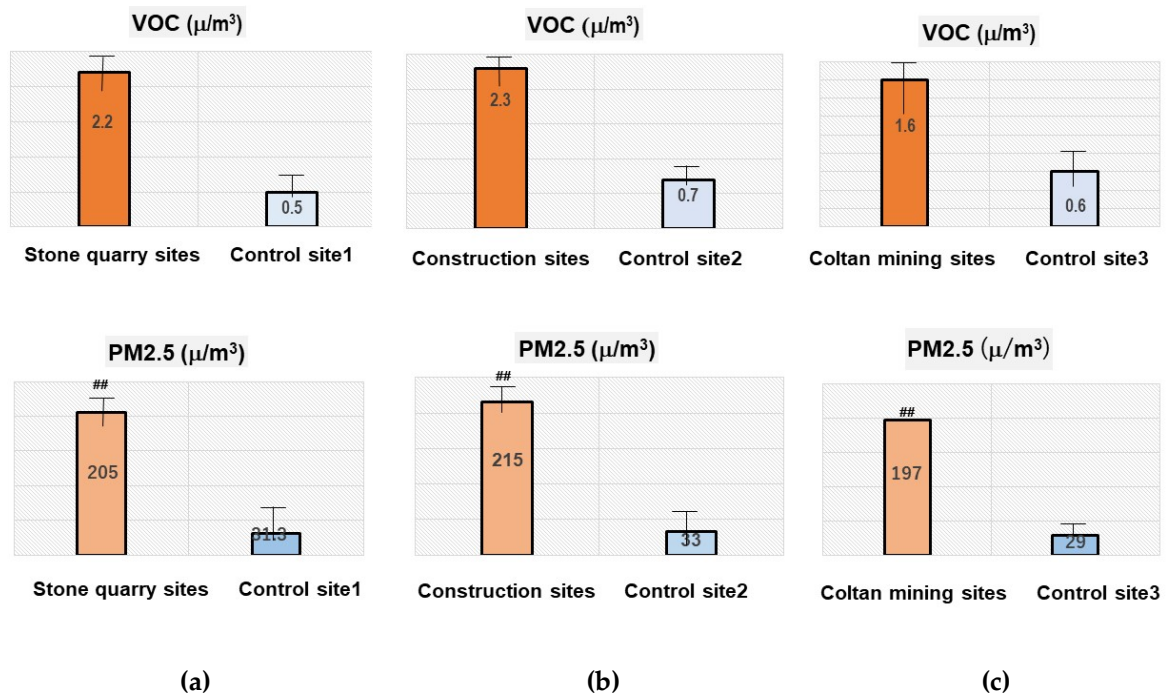 VOC (μ/m³)
VOC (μ/m³)
VOC (μ/m³)
2.2
0.5
2.3
0.7
1.6
0.6
Stone quarry sites Control site1
Construction sites Control site2
Coltan mining sites Control site3
PM2.5 (μ/m³)
PM2.5 (μ/m³)
PM2.5 (μ/m³)
##
205
31.3
##
215
33
##
197
29
Stone quarry sites Control site1
Construction sites Control site2
Coltan mining sites Control site3
(a)
(b)
(c)